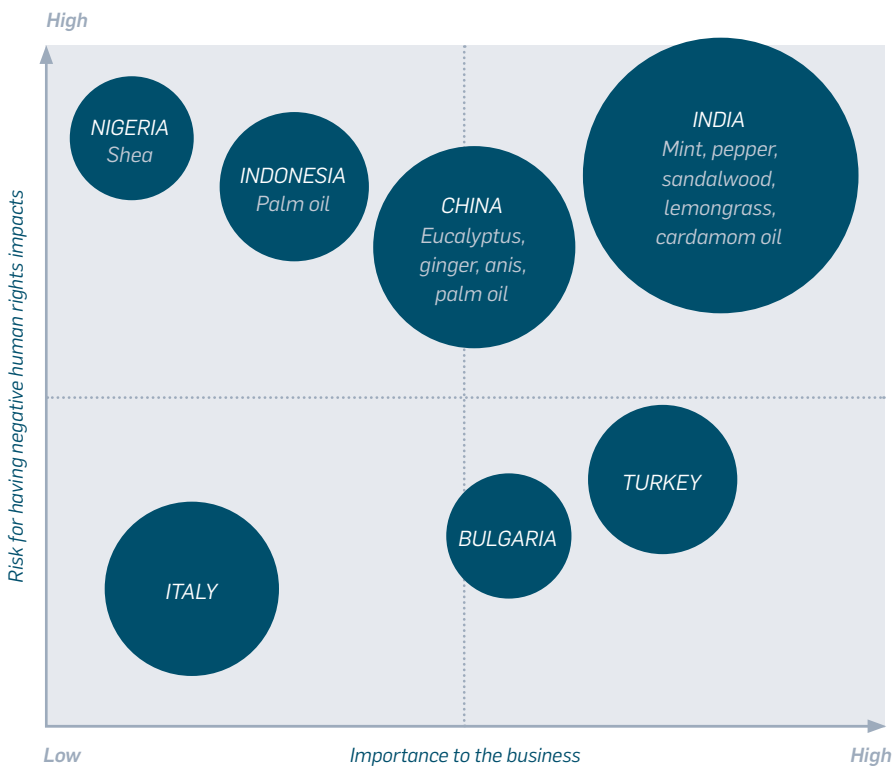 High
Risk for having negative human rights impacts
NIGERIA
Shea
INDONESIA
Palm oil
CHINA
Eucalyptus,
ginger, anis,
palm oil
INDIA
Mint, pepper,
sandalwood,
lemongrass,
cardamom oil
TURKEY
BULGARIA
ITALY
Low
Importance to the business
High